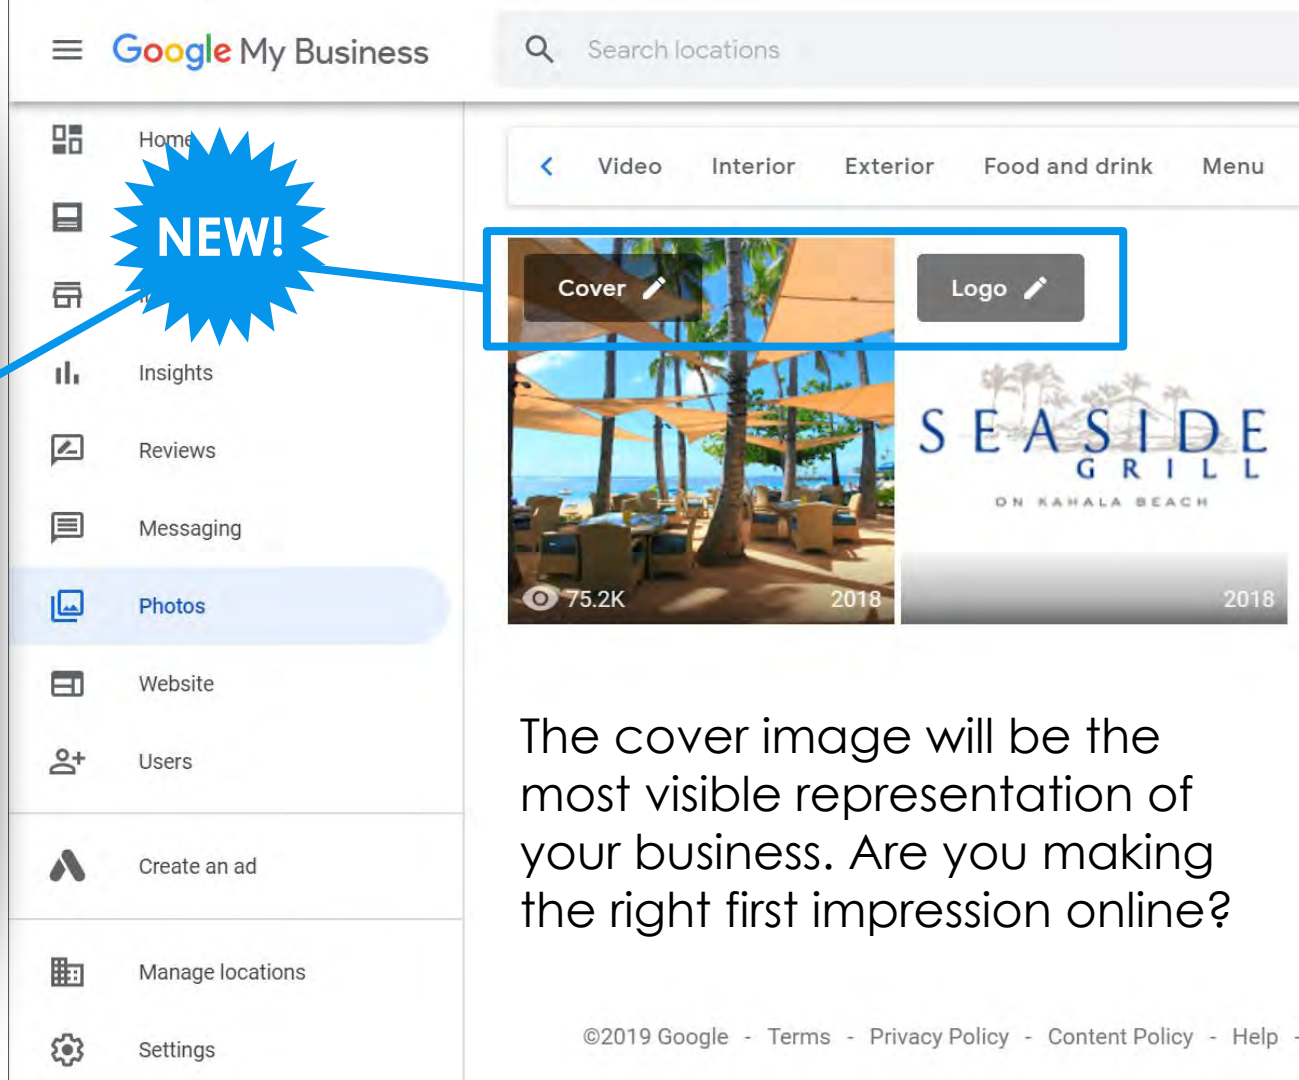 Google My Business
Search locations
Home
NEW!
Insights
Reviews
Messaging
Photos
Website
Users
Create an ad
Manage locations
Settings
Video Interior Exterior Food and drink Menu
Cover
Logo
SEASIDE
GRILL
ON KAHALA BEACH
75.2K
2018
2018
The cover image will be the
most visible representation of
your business. Are you making
the right first impression online?
©2019 Google - Terms - Privacy Policy - Content Policy - Help -